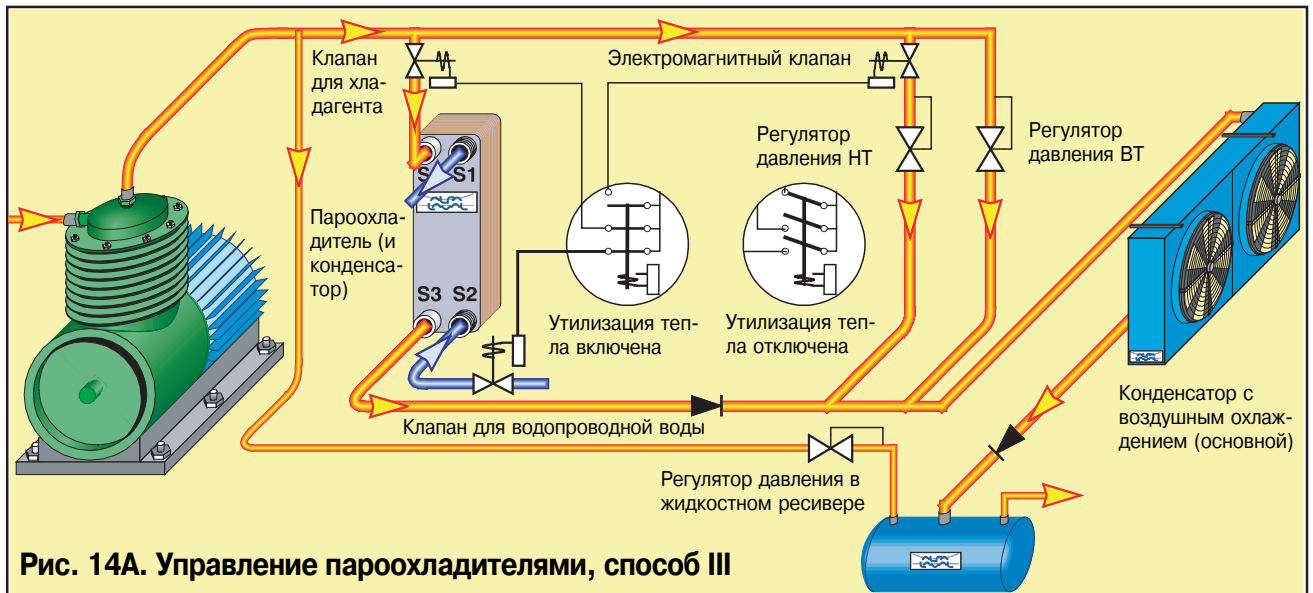 Клапан
для хла-
дагента
Электромагнитный клапан
Регулятор
давления НТ
Регулятор
давления ВТ
S1
Пароохла-
дитель (и
конденса-
тор)
S3 S2
Утилизация теп-
ла включена
Утилизация теп-
ла отключена
Конденсатор с
воздушным охлаж-
дением (основной)
Клапан для водопроводной воды
Регулятор давления в
жидкостном ресивере
Рис. 14А. Управление пароохладителями, способ III